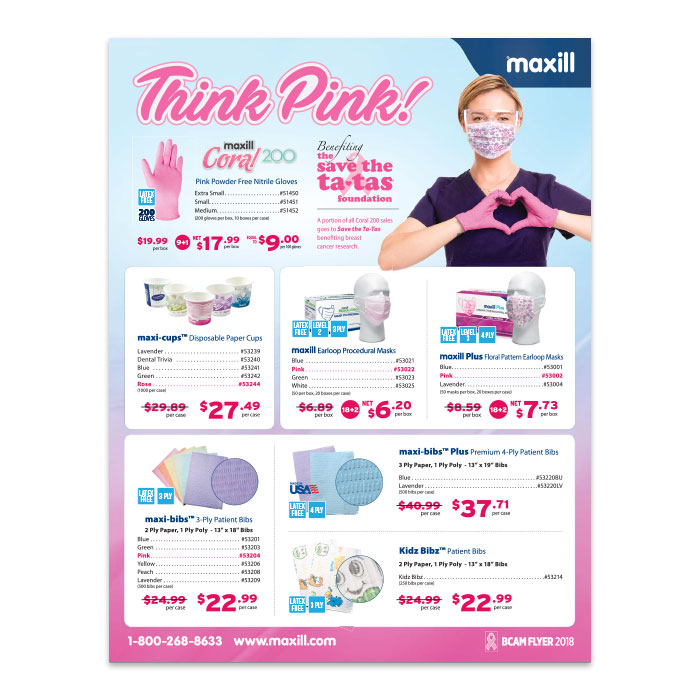 maxill
Think Pink!
maxill
Coral 200
Pink Powder Free Nitrile Gloves
Extra Small #51450
Small #51451
Medium #51452
(200 gloves per box, 10 boxes per case)
LATEX FREE
200 GLOVES
$19.99 per box 9+1 NET $17.99 per box EQUAL TO $9.00 per 100 gloves
Benefiting
the
save the
ta-tas
foundation
A portion of all Coral 200 sales
goes to Save the Ta-Tas
benefiting breast
cancer research.
maxi-cups™ Disposable Paper Cups
Lavender #53239
Dental Trivia #53240
Blue #53241
Green #53242
Rose #53244
(1000 per case)
$29.89 per case $27.49 per case
LATEX FREE LEVEL 2 3 PLY
maxill Earloop Procedural Masks
Blue #53021
Pink #53022
Green #53023
White #53025
(50 per box, 20 boxes per case)
$6.89 per box 18+2 NET $6.20 per box
maxill Plus
LATEX FREE LEVEL 3 4 PLY
maxill Plus Floral Pattern Earloop Masks
Blue #53001
Pink #53002
Lavender #53004
(50 masks per box, 20 boxes per case)
$8.59 per box 18+2 NET $7.73 per box
LATEX FREE 3 PLY
maxi-bibs™ 3-Ply Patient Bibs
2 Ply Paper, 1 Ply Poly - 13" x 18" Bibs
Blue #53201
Green #53203
Pink #53204
Yellow #53206
Peach #53208
Lavender #53209
(500 bibs per case)
$24.99 per case $22.99 per case
MADE IN USA
LATEX FREE 4 PLY
maxi-bibs™ Plus Premium 4-Ply Patient Bibs
3 Ply Paper, 1 Ply Poly - 13" x 19" Bibs
Blue #53220BU
Lavender #53220LV
(500 bibs per case)
$40.99 per case $37.71 per case
LATEX FREE 3 PLY
Kidz Bibz™ Patient Bibs
2 Ply Paper, 1 Ply Poly - 13" x 18" Bibs
Kidz Bibz #53214
(250 bibs per case)
$24.99 per case $22.99 per case
1-800-268-8633 www.maxill.com
BCAM FLYER 2018